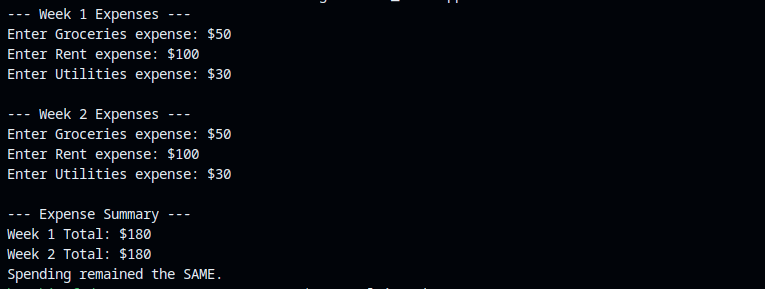 --- Week 1 Expenses ---
Enter Groceries expense: $50
Enter Rent expense: $100
Enter Utilities expense: $30
--- Week 2 Expenses ---
Enter Groceries expense: $50
Enter Rent expense: $100
Enter Utilities expense: $30
--- Expense Summary ---
Week 1 Total: $180
Week 2 Total: $180
Spending remained the SAME.